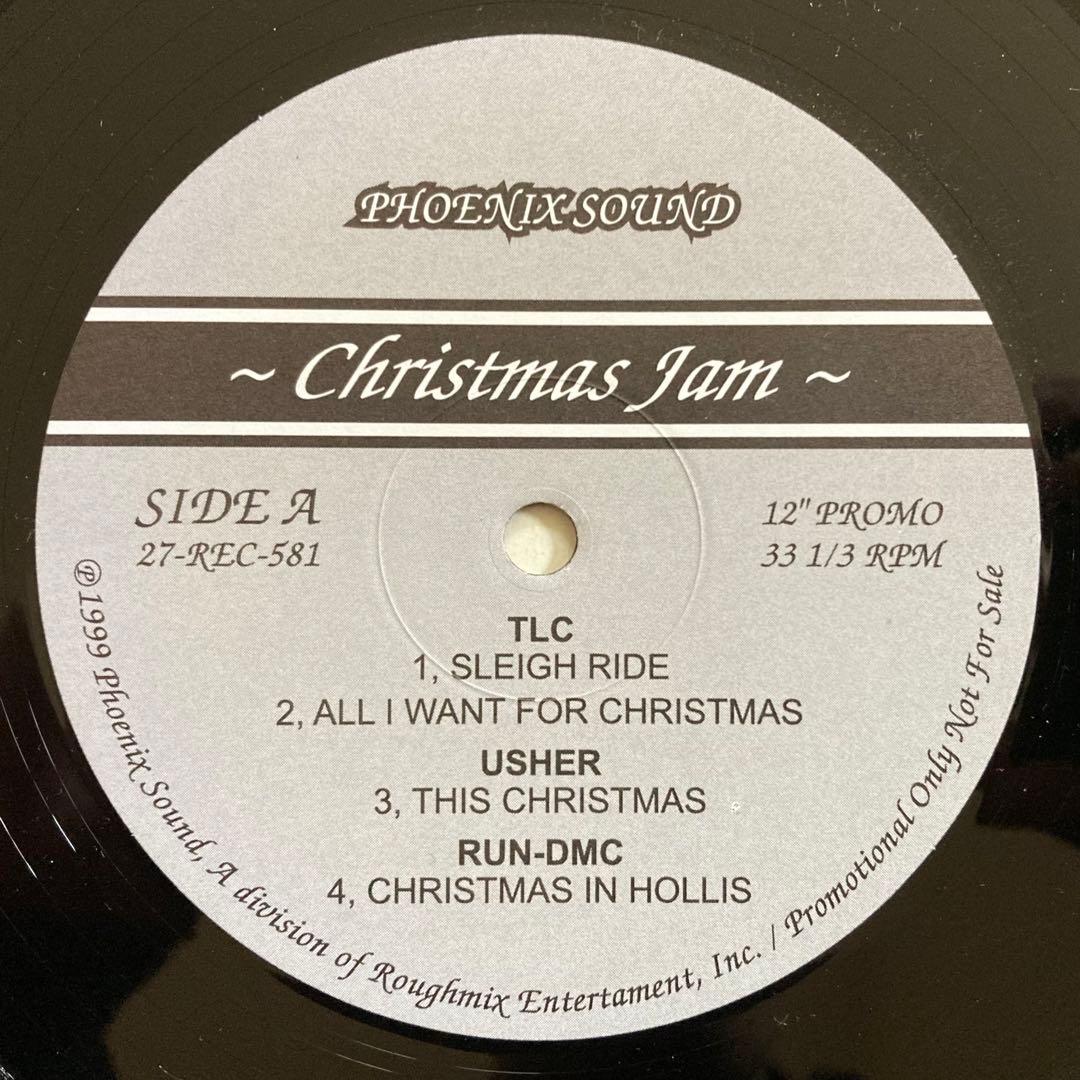 PHOENIX SOUND
~ Christmas Jam ~
SIDE A
27-REC-581
12" PROMO
33 1/3 RPM
TLC
1, SLEIGH RIDE
2, ALL I WANT FOR CHRISTMAS
USHER
3, THIS CHRISTMAS
RUN-DMC
4, CHRISTMAS IN HOLLIS
℗1999 Phoenix Sound, A division of Roughmix Entertament, Inc. / Promotional Only Not For Sale